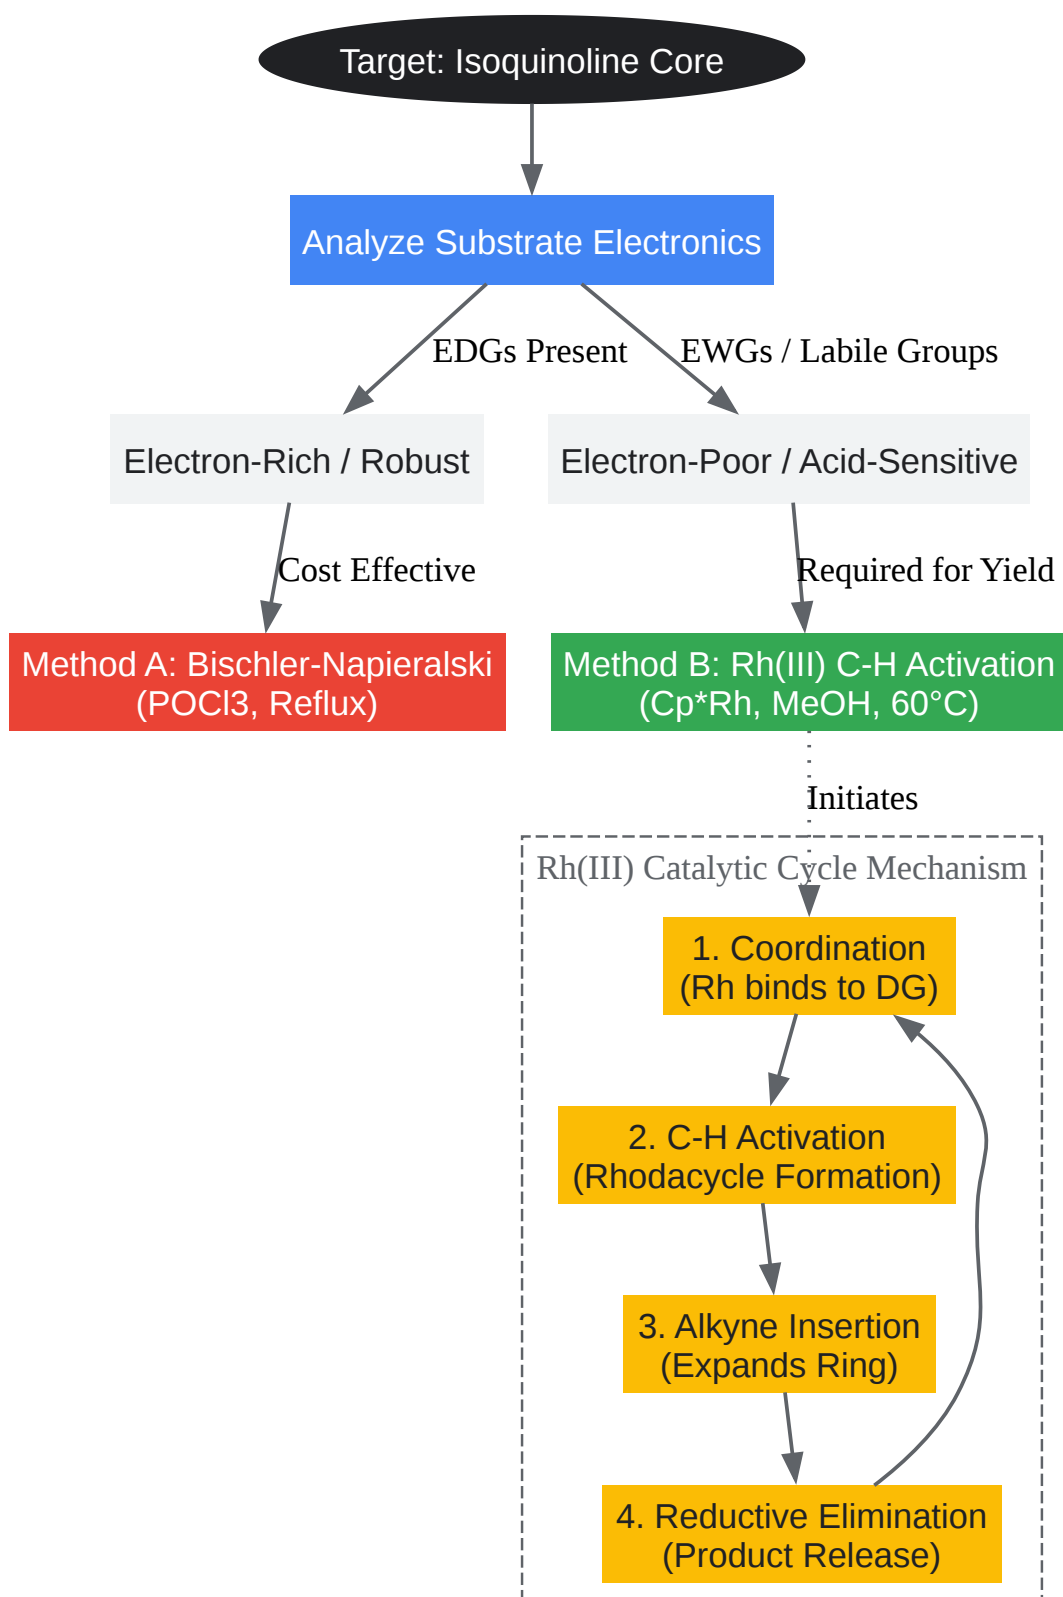 Target: Isoquinoline Core
Analyze Substrate Electronics
EDGs Present
EWGs / Labile Groups
Electron-Rich / Robust
Electron-Poor / Acid-Sensitive
Cost Effective
Required for Yield
Method A: Bischler-Napieralski
(POCl3, Reflux)
Method B: Rh(III) C-H Activation
(Cp*Rh, MeOH, 60°C)
Initiates
Rh(III) Catalytic Cycle Mechanism
1. Coordination
(Rh binds to DG)
2. C-H Activation
(Rhodacycle Formation)
3. Alkyne Insertion
(Expands Ring)
4. Reductive Elimination
(Product Release)